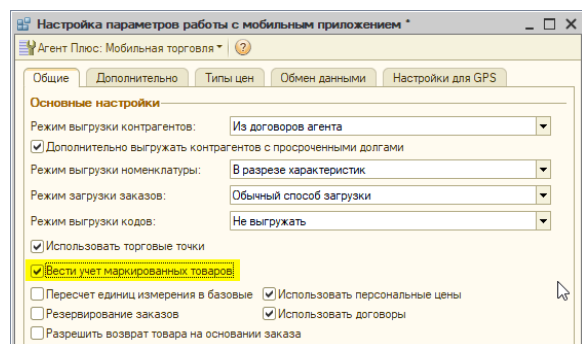 Настройка параметров работы с мобильным приложением *
Агент Плюс: Мобильная торговля
Общие Дополнительно Типы цен Обмен данными Настройки для GPS
Основные настройки
Режим выгрузки контрагентов: Из договоров агента
Дополнительно выгружать контрагентов с просроченными долгами
Режим выгрузки номенклатуры: В разрезе характеристик
Режим загрузки заказов: Обычный способ загрузки
Режим выгрузки кодов: Не выгружать
Использовать торговые точки
Вести учет маркированных товаров
Пересчет единиц измерения в базовые Использовать персональные цены
Резервирование заказов Использовать договоры
Разрешить возврат товара на основании заказа